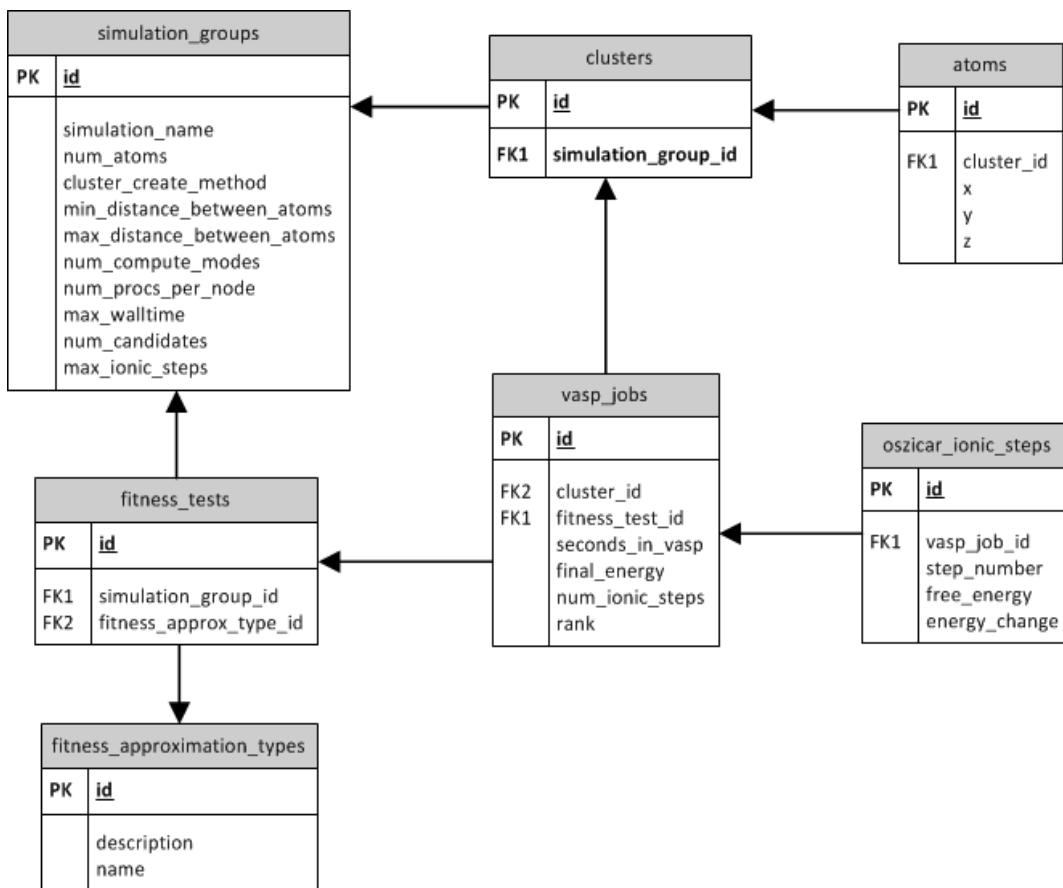 simulation_groups
PK id
simulation_name
num_atoms
cluster_create_method
min_distance_between_atoms
max_distance_between_atoms
num_compute_modes
num_procs_per_node
max_walltime
num_candidates
max_ionic_steps
clusters
PK id
FK1 simulation_group_id
atoms
PK id
FK1 cluster_id
x
y
z
vasp_jobs
PK id
FK2 cluster_id
FK1 fitness_test_id
seconds_in_vasp
final_energy
num_ionic_steps
rank
oszicar_ionic_steps
PK id
FK1 vasp_job_id
step_number
free_energy
energy_change
fitness_tests
PK id
FK1 simulation_group_id
FK2 fitness_approx_type_id
fitness_approximation_types
PK id
description
name